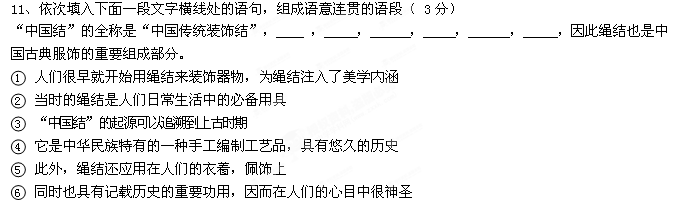 11、依次填入下面一段文字横线处的语句，组成语意连贯的语段（ 3 分）
“中国结”的全称是“中国传统装饰结”，____ ，____，_____，____，_____，_____，因此绳结也是中
国古典服饰的重要组成部分。
① 人们很早就开始用绳结来装饰器物，为绳结注入了美学内涵
② 当时的绳结是人们日常生活中的必备用具
③ “中国结”的起源可以追溯到上古时期
④ 它是中华民族特有的一种手工编制工艺品，具有悠久的历史
⑤ 此外，绳结还应用在人们的衣着，佩饰上
⑥ 同时也具有记载历史的重要功用，因而在人们的心目中很神圣